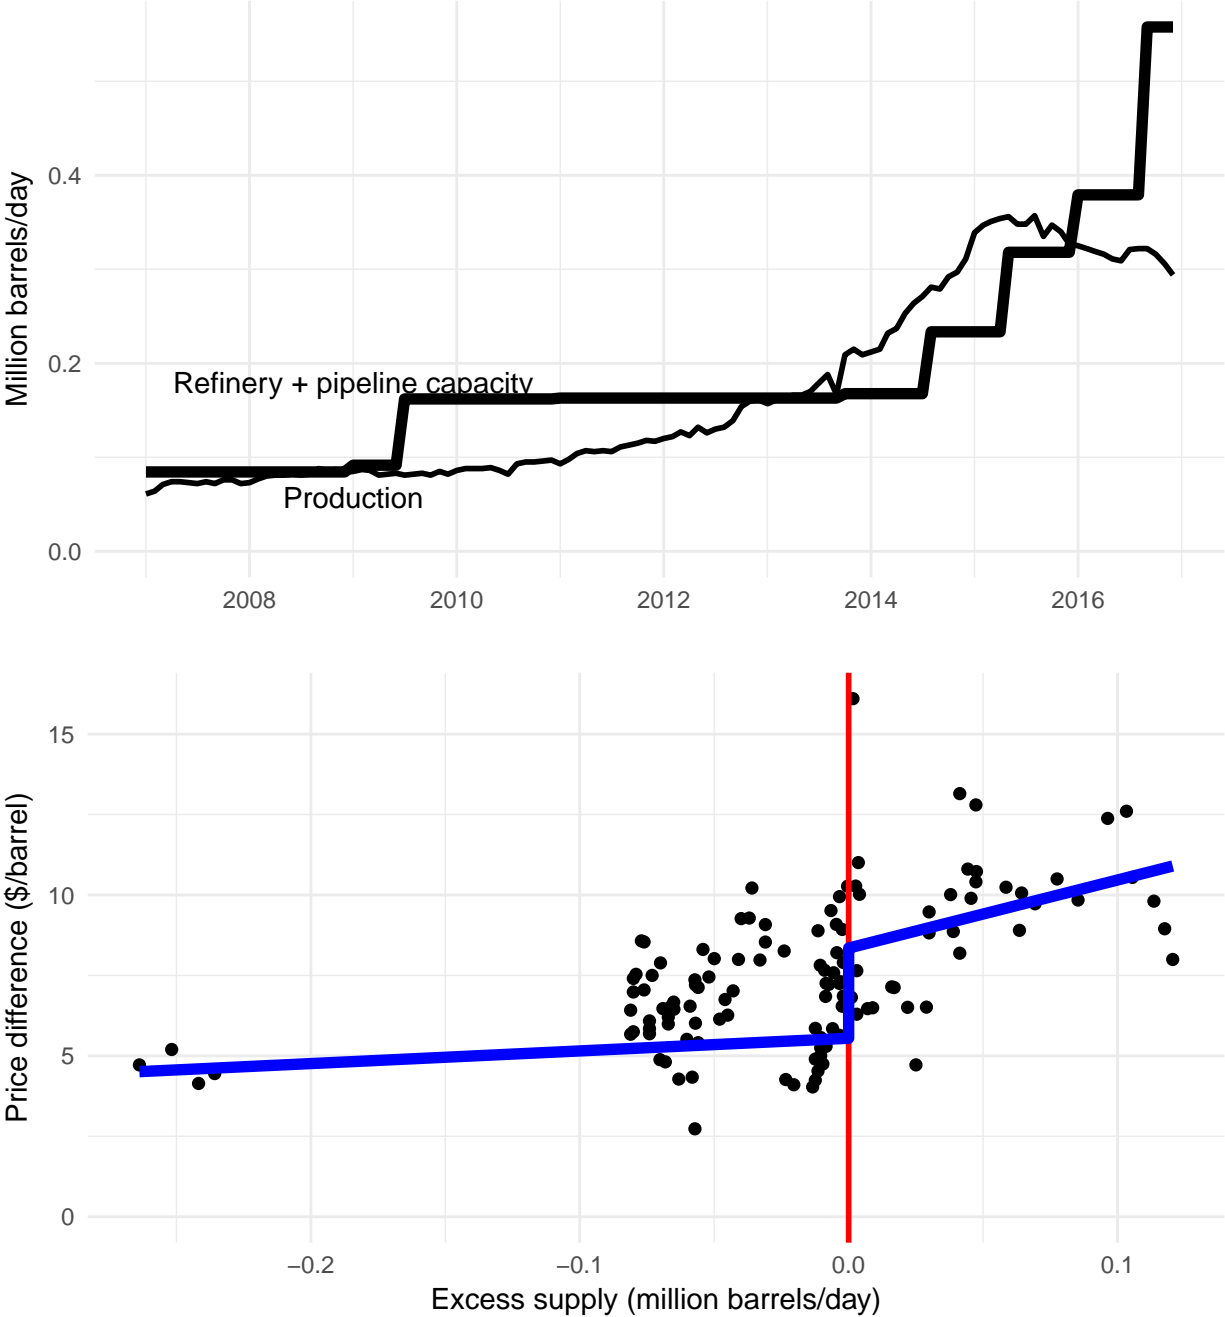 Million barrels/day
0.4
0.2
0.0
Refinery + pipeline capacity
Production
2008 2010 2012 2014 2016
Price difference ($/barrel)
15
10
5
0
−0.2 −0.1 0.0 0.1
Excess supply (million barrels/day)